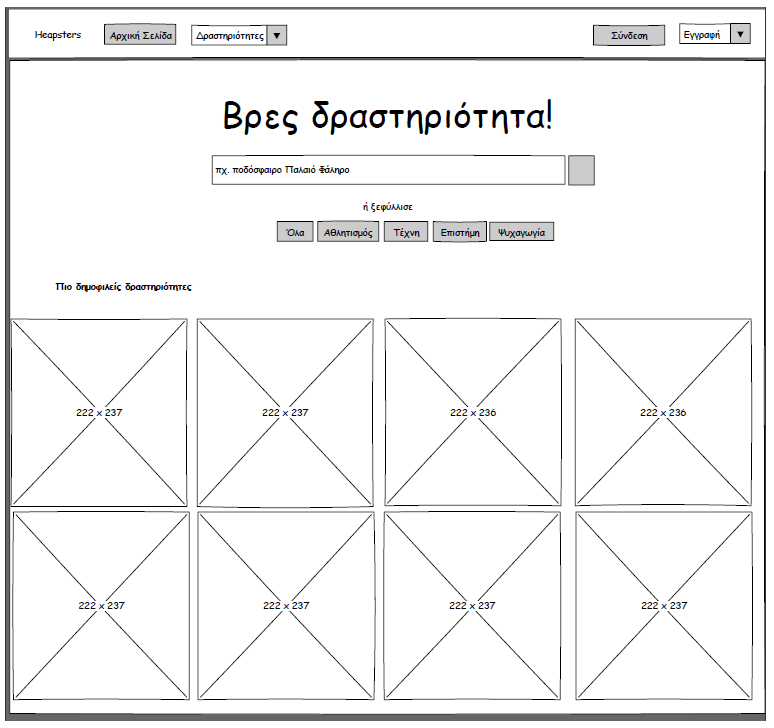 Heapsters Αρχική Σελίδα Δραστηριότητες ▼ Σύνδεση Εγγραφή ▼
Βρες δραστηριότητα!
πχ. ποδόσφαιρο Παλαιό Φάληρο
ή ξεφύλλισε
Όλα Αθλητισμός Τέχνη Επιστήμη Ψυχαγωγία
Πιο δημοφιλείς δραστηριότητες
222 x 237 222 x 237 222 x 236 222 x 236
222 x 237 222 x 237 222 x 237 222 x 237